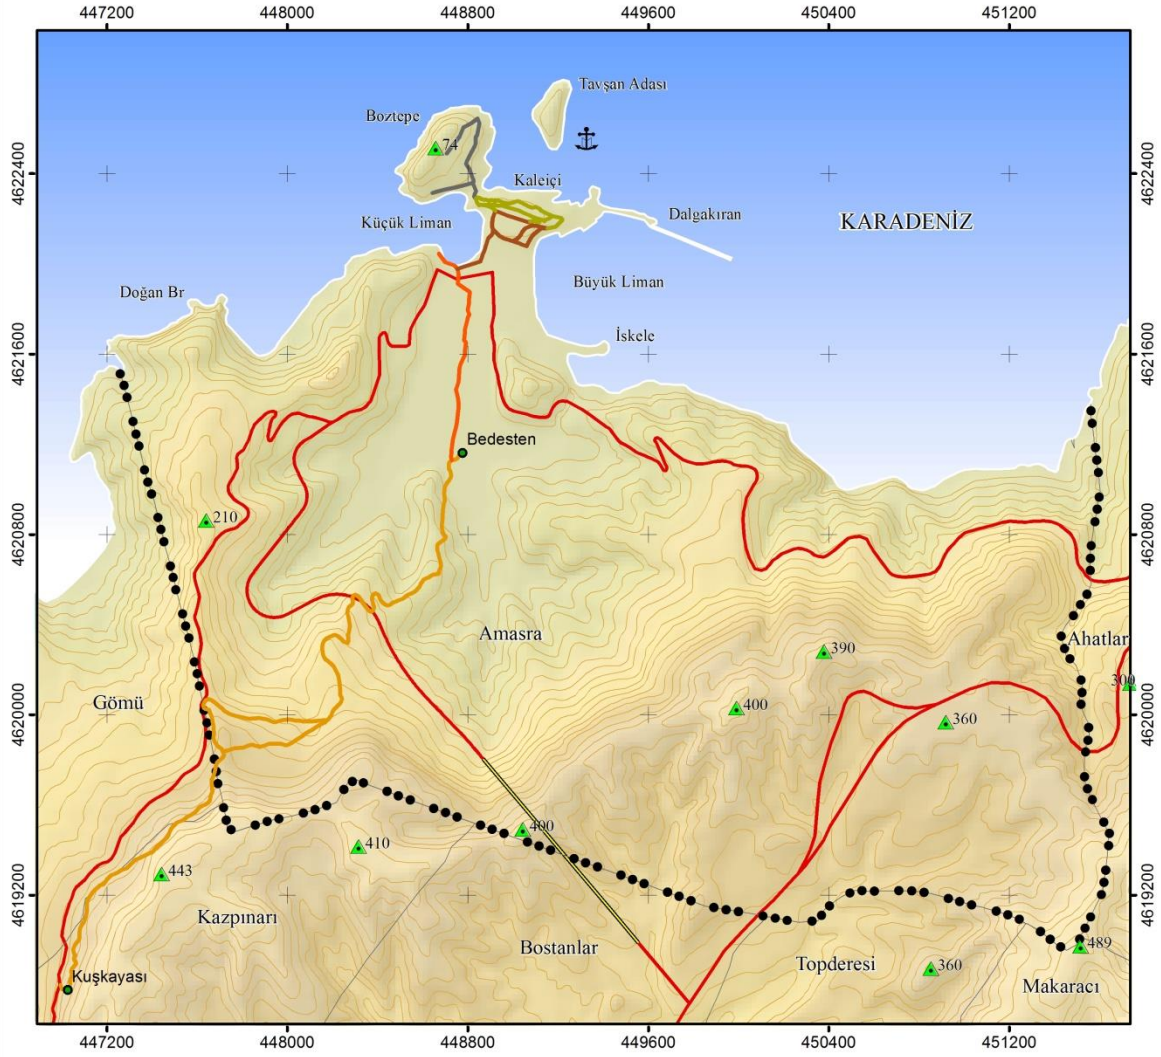 447200 448000 448800 449600 450400 451200
Tavşan Adası
Boztepe
74
4622400
Kaleiçi
4622400
Dalgakıran
Küçük Liman
KARADENİZ
Büyük Liman
Doğan Br
İskele
4621600
4621600
Bedesten
210
4620800
4620800
Amasra
Ahatlar
390
300
Gömü
4620000
400
360
4620000
400
410
443
4619200
Kazpınarı
4619200
Bostanlar
489
Topderesi
360
Kuşkayası
Makaracı
447200 448000 448800 449600 450400 451200